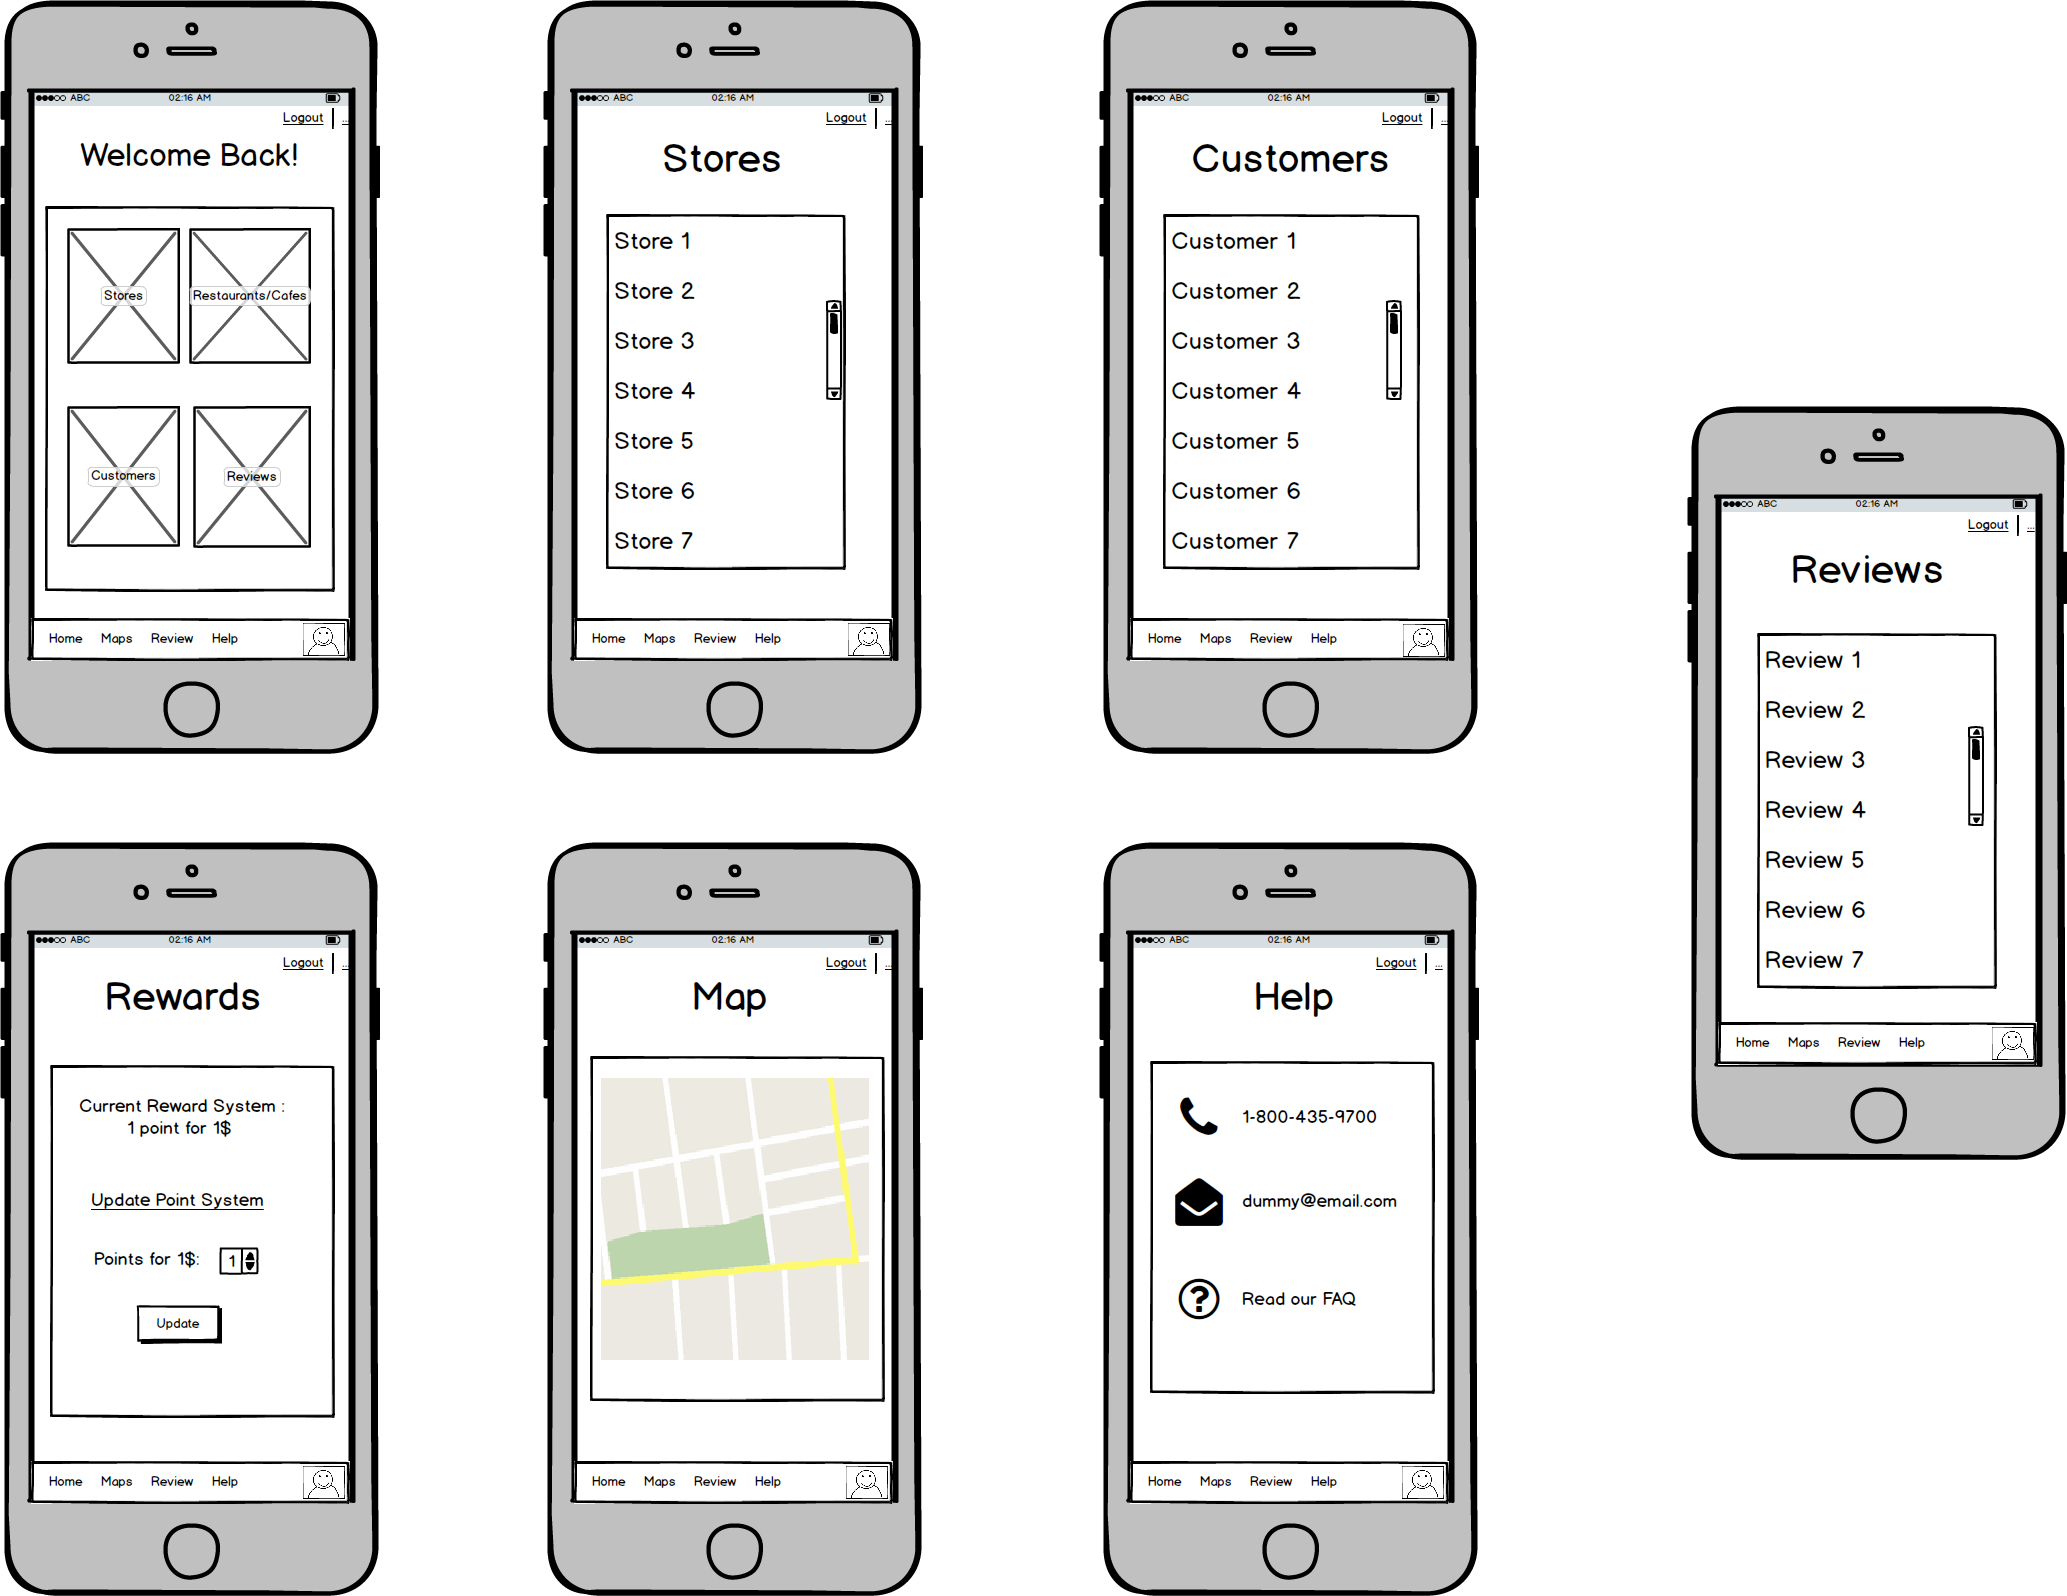 ABC 02:16 AM
Logout ...
Welcome Back!
Stores Restaurants/Cafes
Customers Reviews
Home Maps Review Help
ABC 02:16 AM
Logout ...
Stores
Store 1
Store 2
Store 3
Store 4
Store 5
Store 6
Store 7
Home Maps Review Help
ABC 02:16 AM
Logout ...
Customers
Customer 1
Customer 2
Customer 3
Customer 4
Customer 5
Customer 6
Customer 7
Home Maps Review Help
ABC 02:16 AM
Logout ...
Reviews
Review 1
Review 2
Review 3
Review 4
Review 5
Review 6
Review 7
Home Maps Review Help
ABC 02:16 AM
Logout ...
Rewards
Current Reward System :
1 point for 1$
Update Point System
Points for 1$: 1
Update
Home Maps Review Help
ABC 02:16 AM
Logout ...
Map
Home Maps Review Help
ABC 02:16 AM
Logout ...
Help
1-800-435-9700
dummy@email.com
? Read our FAQ
Home Maps Review Help